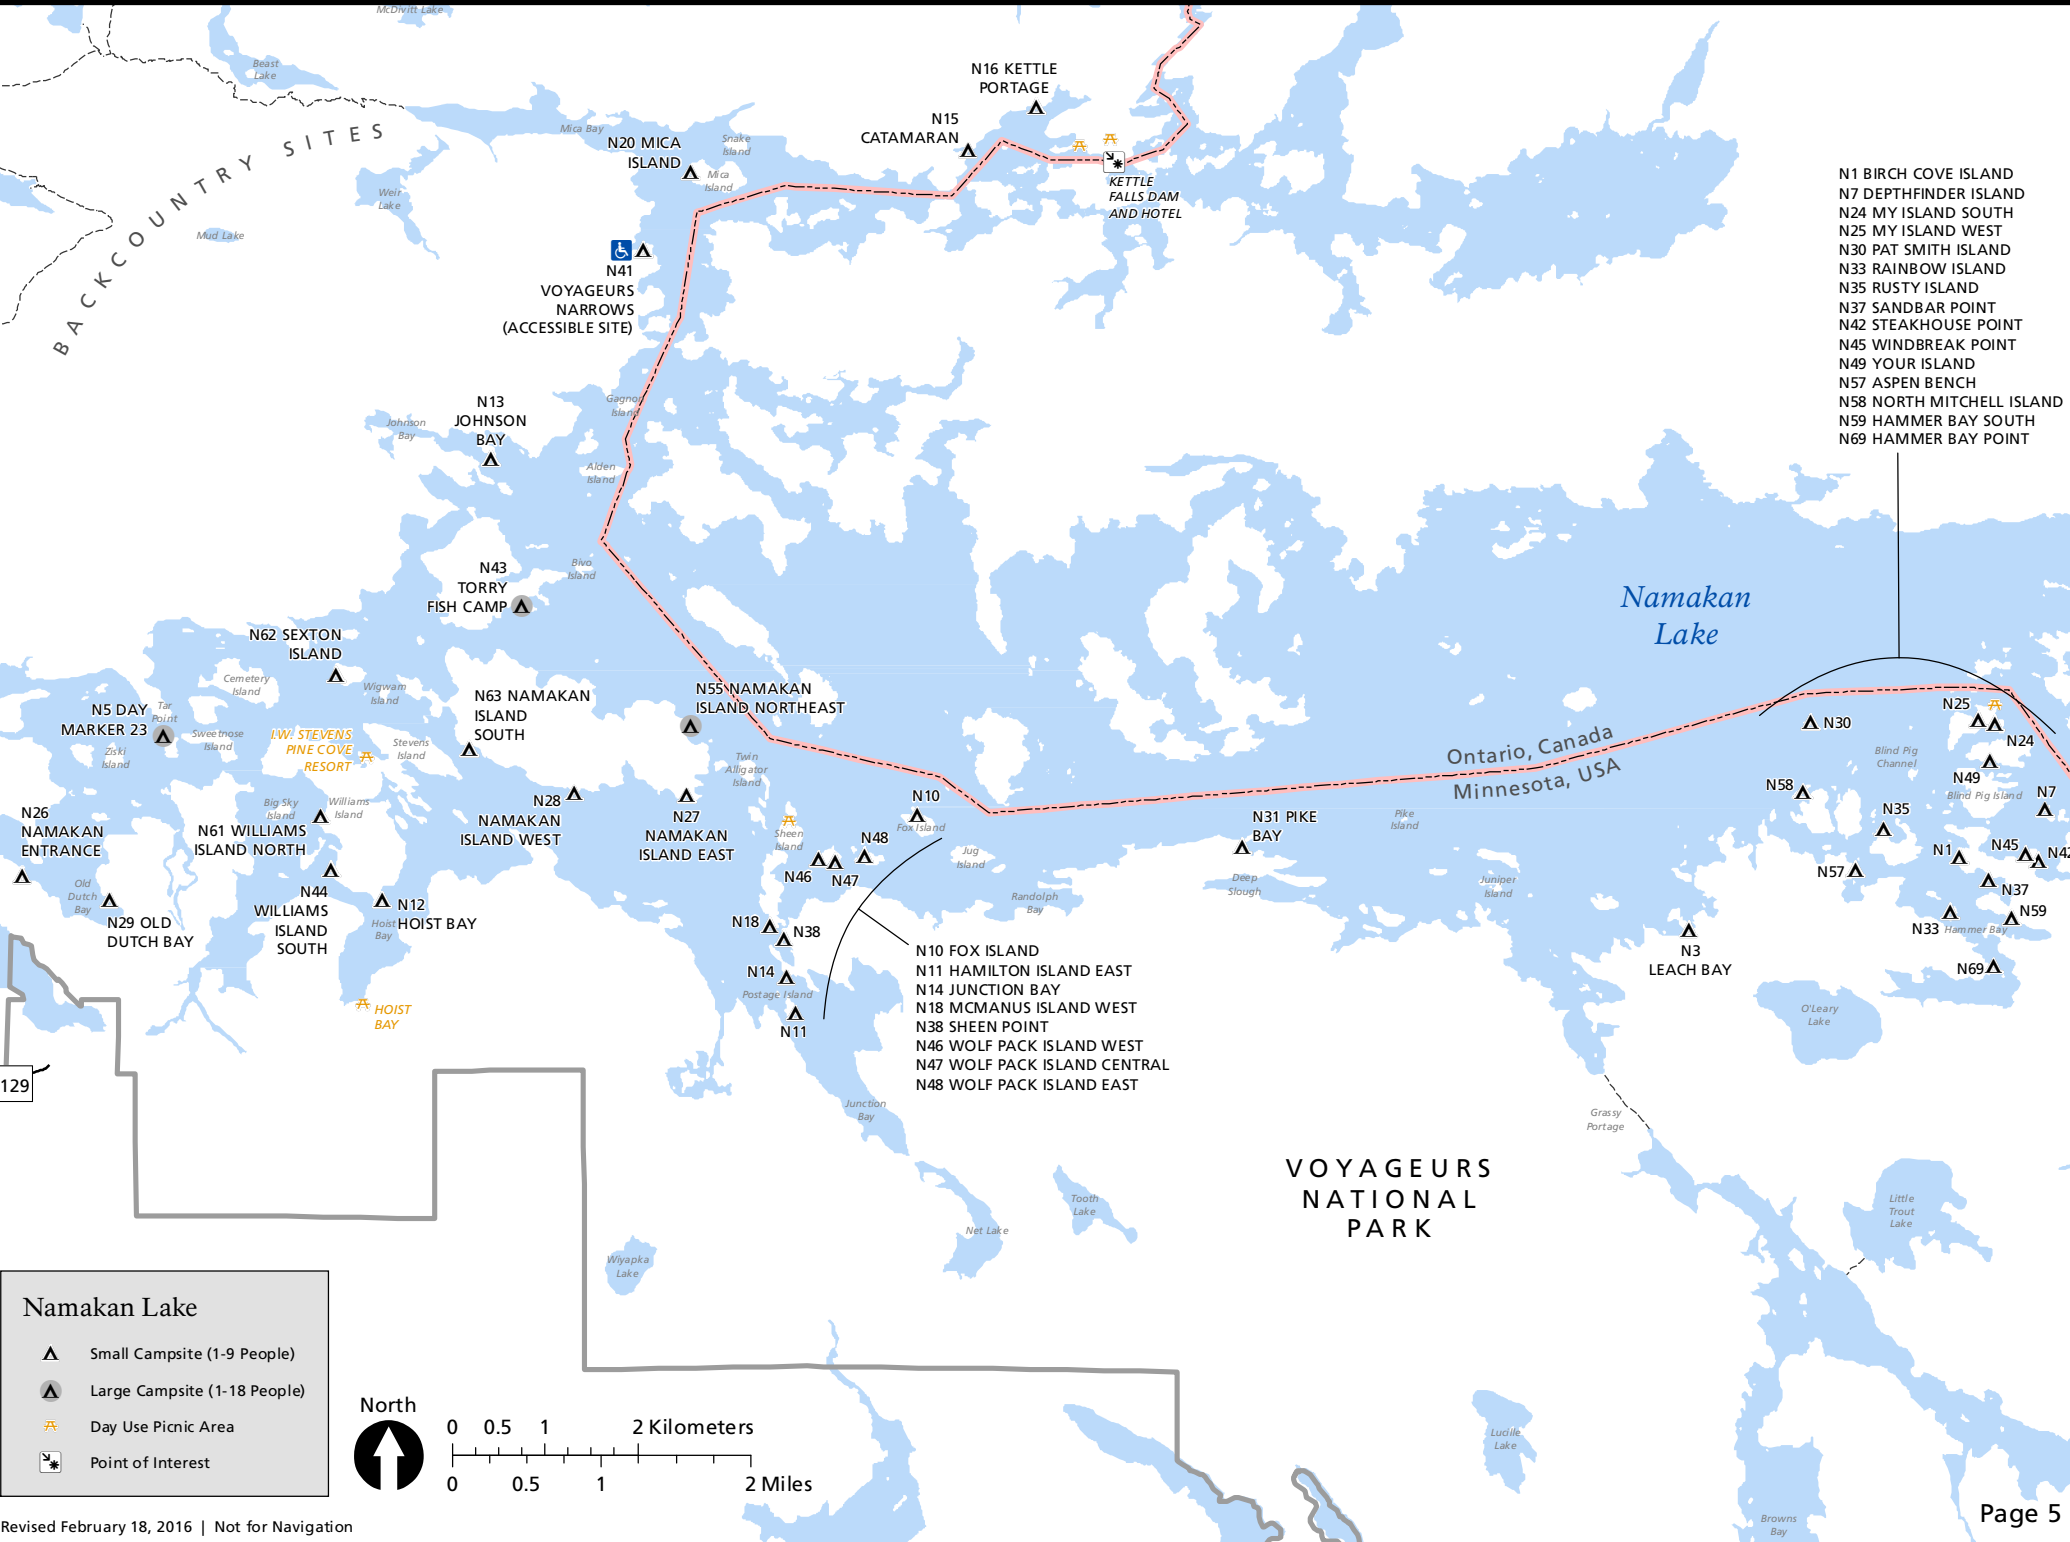 McDivitt Lake
Beast
Lake
BACKCOUNTRY SITES
Mica Bay
N20 MICA
ISLAND
Snake
Island
Mica
Island
N16 KETTLE
PORTAGE
N15
CATAMARAN
KETTLE
FALLS DAM
AND HOTEL
Weir
Lake
Mud Lake
N41
VOYAGEURS
NARROWS
(ACCESSIBLE SITE)
N1 BIRCH COVE ISLAND
N7 DEPTHFINDER ISLAND
N24 MY ISLAND SOUTH
N25 MY ISLAND WEST
N30 PAT SMITH ISLAND
N33 RAINBOW ISLAND
N35 RUSTY ISLAND
N37 SANDBAR POINT
N42 STEAKHOUSE POINT
N45 WINDBREAK POINT
N49 YOUR ISLAND
N57 ASPEN BENCH
N58 NORTH MITCHELL ISLAND
N59 HAMMER BAY SOUTH
N69 HAMMER BAY POINT
Gagnon
Island
N13
JOHNSON
BAY
Johnson
Bay
Alden
Island
Bivo
Island
N43
TORRY
FISH CAMP
Namakan
Lake
N62 SEXTON
ISLAND
Cemetery
Island
Wigwam
Island
N5 DAY
MARKER 23
Tar
Point
Ziski
Island
Sweetnose
Island
I.W. STEVENS
PINE COVE
RESORT
Stevens
Island
N63 NAMAKAN
ISLAND
SOUTH
N55 NAMAKAN
ISLAND NORTHEAST
Twin
Alligator
Island
Ontario, Canada
Minnesota, USA
N30
N25
N24
Blind Pig
Channel
N49
Blind Pig Island
N58
N7
N35
N26
NAMAKAN
ENTRANCE
Big Sky
Island
Williams
Island
N61 WILLIAMS
ISLAND NORTH
N28
NAMAKAN
ISLAND WEST
N27
NAMAKAN
ISLAND EAST
Sheen
Island
N10
Fox Island
N48
N46
N47
Jug
Island
N31 PIKE
BAY
Pike
Island
Deep
Slough
Juniper
Island
Randolph
Bay
N57
N1
N45
N42
N37
N33
N59
Hammer Bay
N69
N3
LEACH BAY
O'Leary
Lake
Old
Dutch
Bay
N29 OLD
DUTCH BAY
N44
WILLIAMS
ISLAND
SOUTH
N12
HOIST BAY
Hoist
Bay
HOIST
BAY
N18
N38
N14
Postage Island
N11
N10 FOX ISLAND
N11 HAMILTON ISLAND EAST
N14 JUNCTION BAY
N18 MCMANUS ISLAND WEST
N38 SHEEN POINT
N46 WOLF PACK ISLAND WEST
N47 WOLF PACK ISLAND CENTRAL
N48 WOLF PACK ISLAND EAST
129
Junction
Bay
Grassy
Portage
VOYAGEURS
NATIONAL
PARK
Tooth
Lake
Net Lake
Wiyapka
Lake
Little
Trout
Lake
Lucille
Lake
Browns
Bay
Namakan Lake
Small Campsite (1-9 People)
Large Campsite (1-18 People)
Day Use Picnic Area
Point of Interest
North
0 0.5 1 2 Kilometers
0 0.5 1 2 Miles
Revised February 18, 2016 | Not for Navigation
Page 5